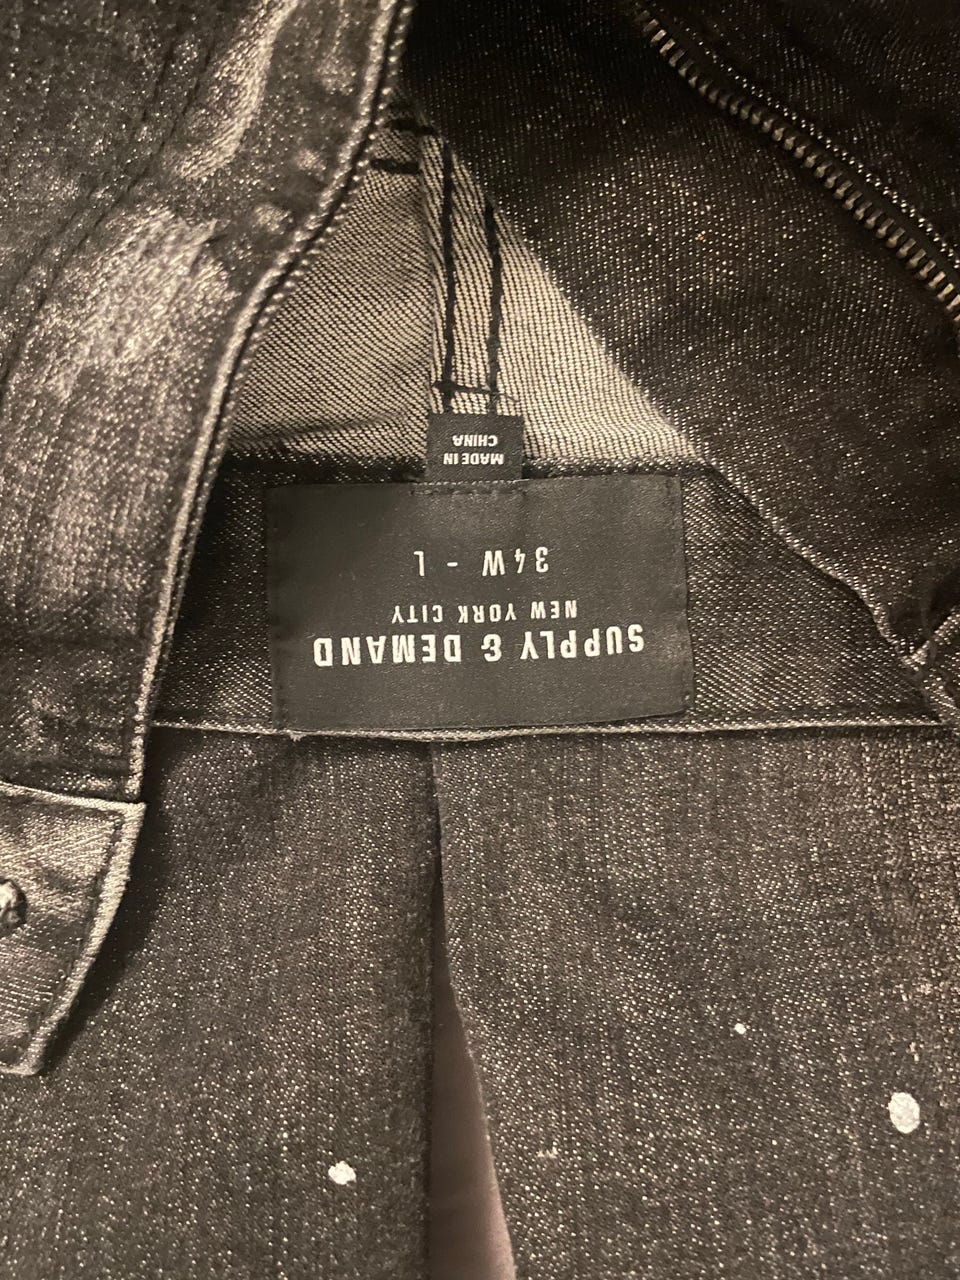 SUPPLY & DEMAND
NEW YORK CITY
34W - L
MADE IN
CHINA